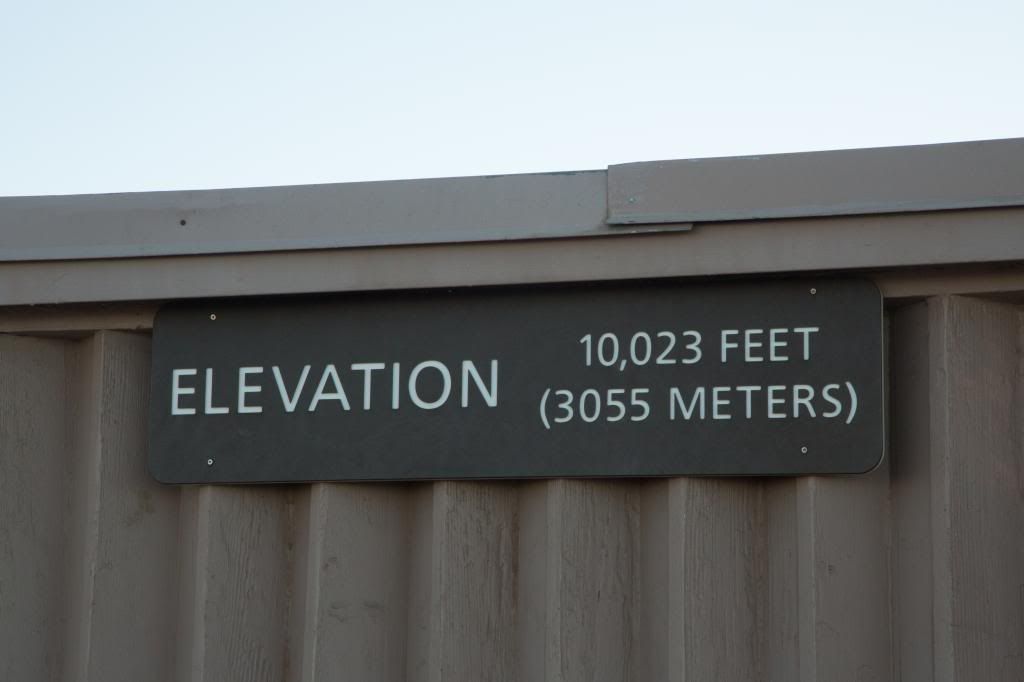 ELEVATION
10,023 FEET
(3055 METERS)